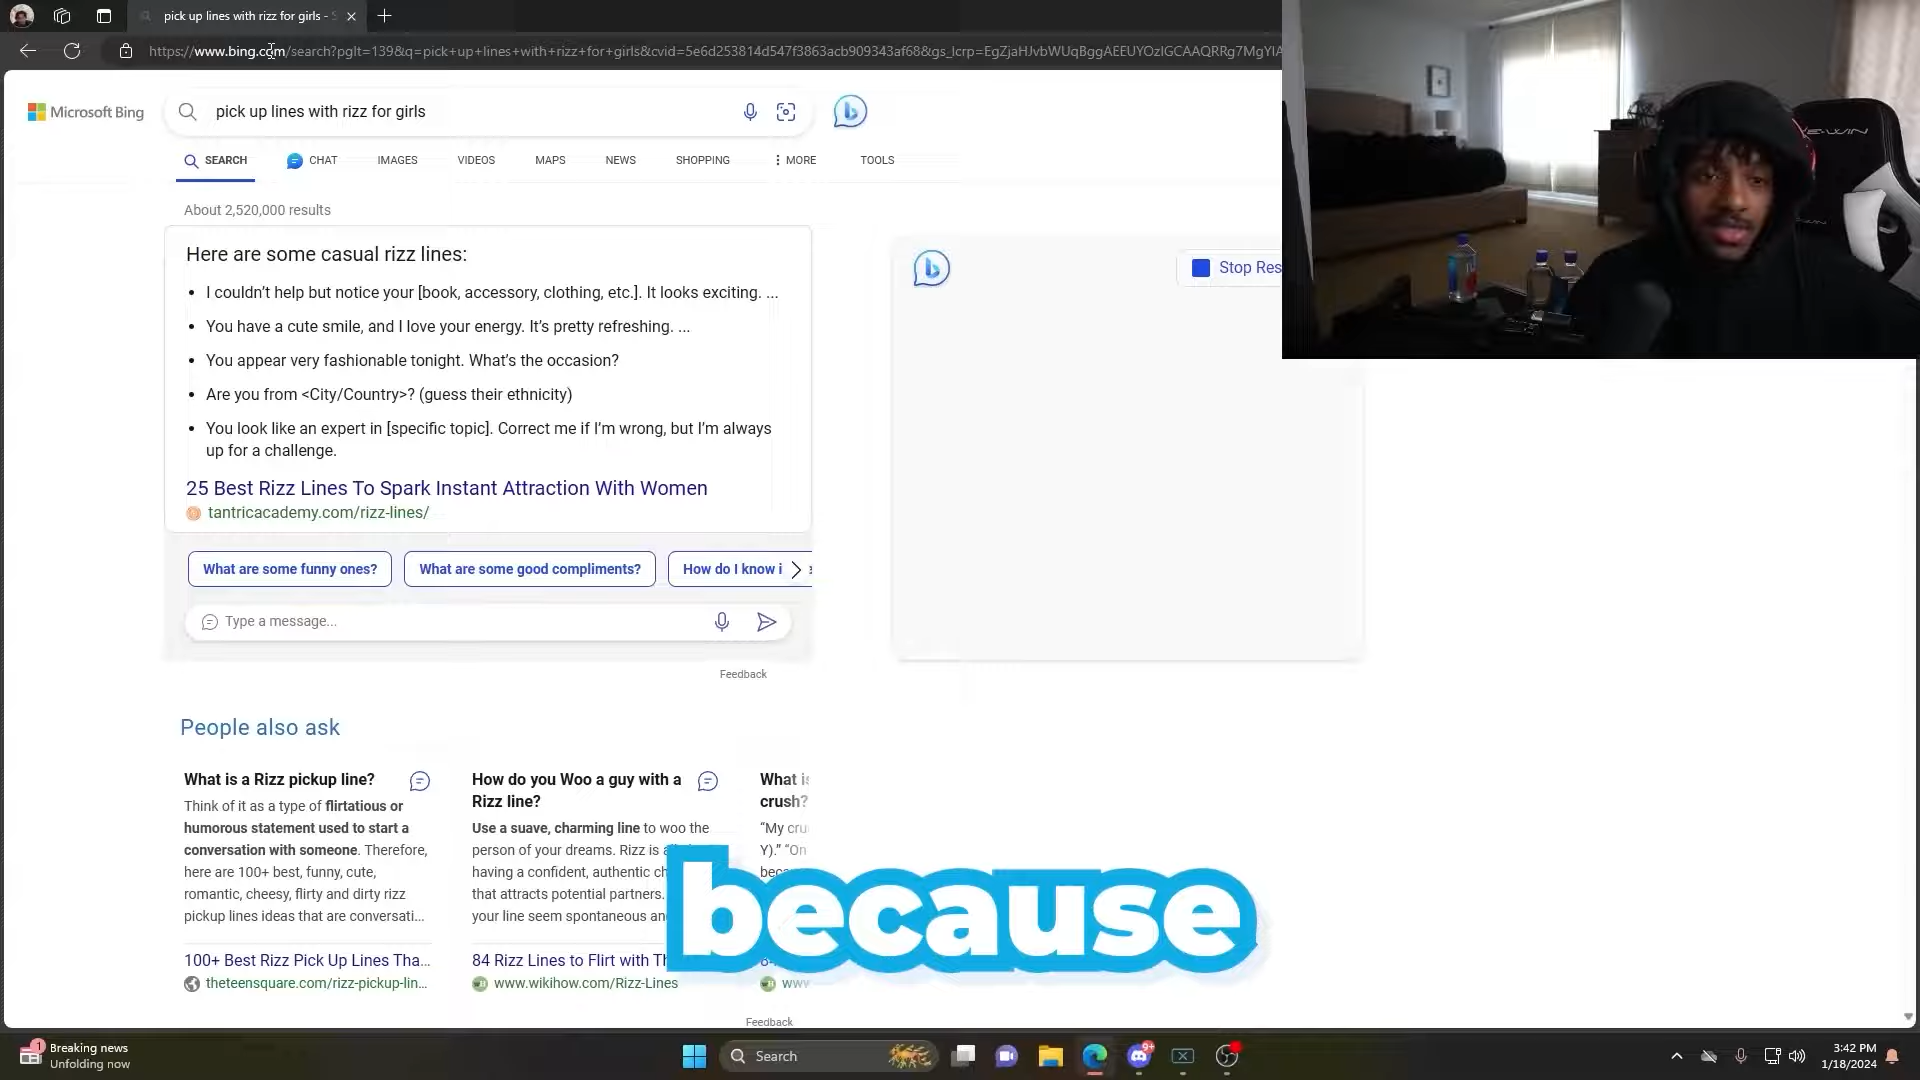 pick up lines with rizz for girls - S
https://www.bing.com/search?pglt=139&q=pick+up+lines+with+rizz+for+girls&cvid=5e6d253814d547f3863acb909343af68&gs_lcrp=EgZjaHJvbWUqBggAEEUYOzIGCAAQRRg7MgYIA
Microsoft Bing
pick up lines with rizz for girls
SEARCH
CHAT
IMAGES
VIDEOS
MAPS
NEWS
SHOPPING
MORE
TOOLS
About 2,520,000 results
Here are some casual rizz lines:
• I couldn’t help but notice your [book, accessory, clothing, etc.]. It looks exciting. ...
• You have a cute smile, and I love your energy. It’s pretty refreshing. ...
• You appear very fashionable tonight. What’s the occasion?
• Are you from <City/Country>? (guess their ethnicity)
• You look like an expert in [specific topic]. Correct me if I’m wrong, but I’m always
up for a challenge.
25 Best Rizz Lines To Spark Instant Attraction With Women
tantricacademy.com/rizz-lines/
What are some funny ones?
What are some good compliments?
How do I know i
Type a message...
Feedback
Stop Res
People also ask
What is a Rizz pickup line?
Think of it as a type of flirtatious or
humorous statement used to start a
conversation with someone. Therefore,
here are 100+ best, funny, cute,
romantic, cheesy, flirty and dirty rizz
pickup lines ideas that are conversati...
100+ Best Rizz Pick Up Lines Tha...
theteensquare.com/rizz-pickup-lin...
How do you Woo a guy with a
Rizz line?
Use a suave, charming line to woo the
person of your dreams. Rizz is a
having a confident, authentic c
that attracts potential partners.
your line seem spontaneous an
84 Rizz Lines to Flirt with Th
www.wikihow.com/Rizz-Lines
What is
crush?
“My cru
Y).” “On
beca
www
because
Feedback
E-WIN
1
Breaking news
Unfolding now
Search
9+
3:42 PM
1/18/2024